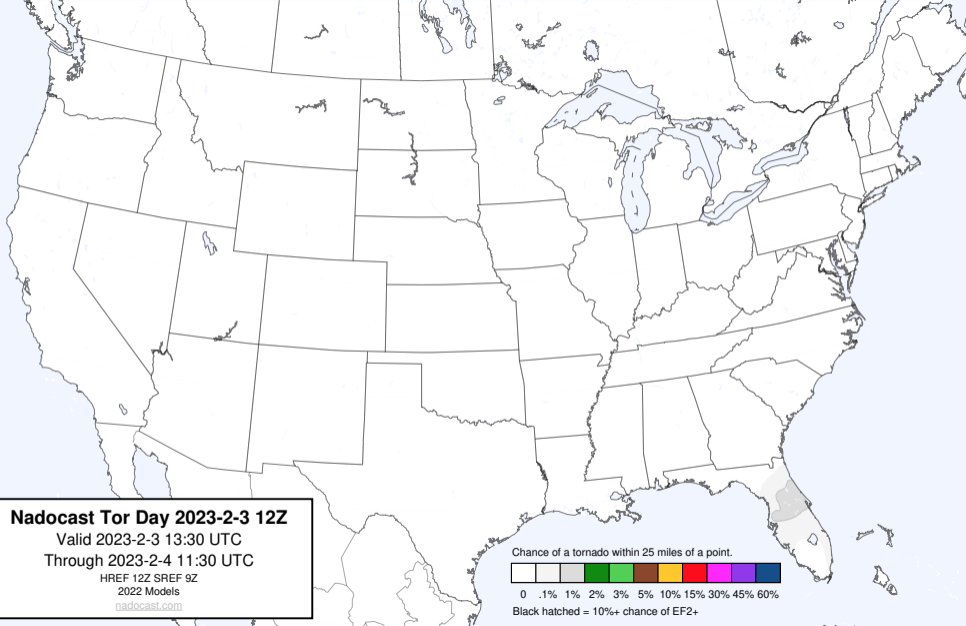 Nadocast Tor Day 2023-2-3 12Z
Valid 2023-2-3 13:30 UTC
Through 2023-2-4 11:30 UTC
HREF 12Z SREF 9Z
2022 Models
nadocast.com
Chance of a tornado within 25 miles of a point.
0 .1% 1% 2% 3% 5% 10% 15% 30% 45% 60%
Black hatched = 10%+ chance of EF2+